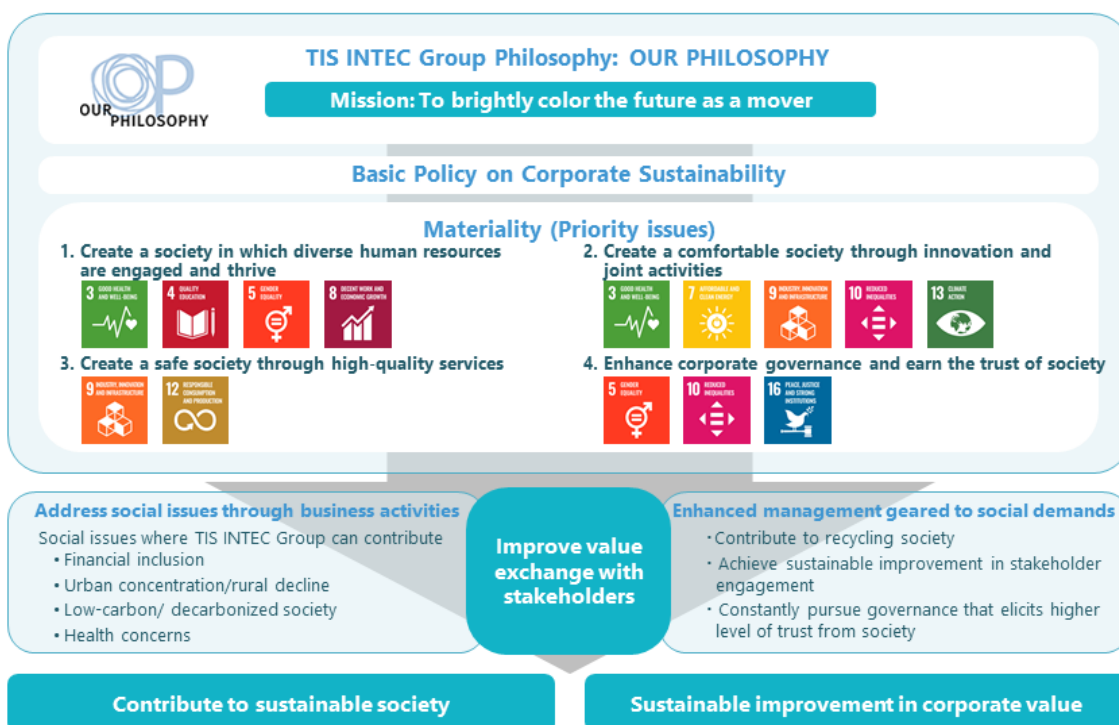 TIS INTEC Group Philosophy: OUR PHILOSOPHY
OP
OUR
PHILOSOPHY
Mission: To brightly color the future as a mover
Basic Policy on Corporate Sustainability
Materiality (Priority issues)
1. Create a society in which diverse human resources
are engaged and thrive
3 GOOD HEALTH
AND WELL-BEING
4 QUALITY
EDUCATION
5 GENDER
EQUALITY
8 DECENT WORK AND
ECONOMIC GROWTH
2. Create a comfortable society through innovation and
joint activities
3 GOOD HEALTH
AND WELL-BEING
7 AFFORDABLE AND
CLEAN ENERGY
9 INDUSTRY, INNOVATION
AND INFRASTRUCTURE
10 REDUCED
INEQUALITIES
13 CLIMATE
ACTION
3. Create a safe society through high-quality services
9 INDUSTRY, INNOVATION
AND INFRASTRUCTURE
12 RESPONSIBLE
CONSUMPTION
AND PRODUCTION
4. Enhance corporate governance and earn the trust of society
5 GENDER
EQUALITY
10 REDUCED
INEQUALITIES
16 PEACE, JUSTICE
AND STRONG
INSTITUTIONS
Address social issues through business activities
Social issues where TIS INTEC Group can contribute
• Financial inclusion
• Urban concentration/rural decline
• Low-carbon/ decarbonized society
• Health concerns
Improve value
exchange with
stakeholders
Enhanced management geared to social demands
・Contribute to recycling society
・Achieve sustainable improvement in stakeholder
engagement
・Constantly pursue governance that elicits higher
level of trust from society
Contribute to sustainable society
Sustainable improvement in corporate value